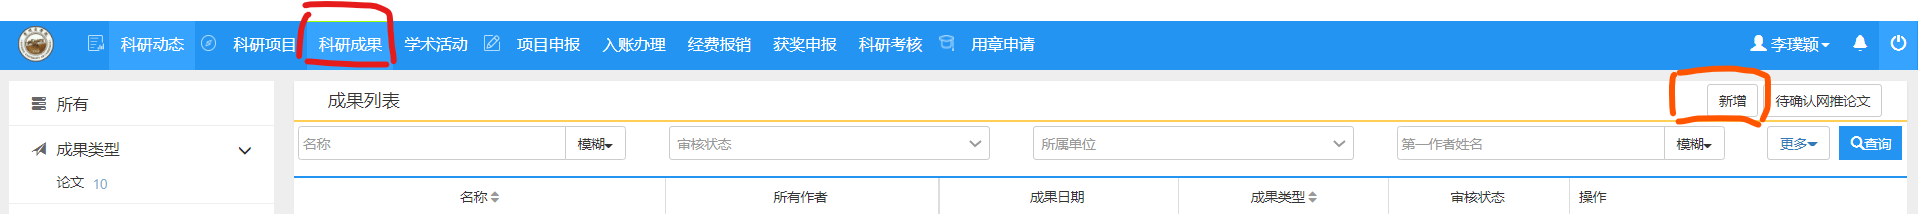 科研动态 科研项目 科研成果 学术活动 项目申报 入账办理 经费报销 获奖申报 科研考核 用章申请 李璞颖
所有
成果列表 新增 待确认网推论文
名称 模糊 审核状态 所属单位 第一作者姓名 模糊 更多 查询
成果类型
论文 10
名称 所有作者 成果日期 成果类型 审核状态 操作